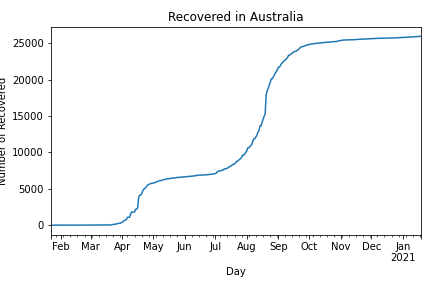 Recovered in Australia
Number of Recovered
25000
20000
15000
10000
5000
0
Feb Mar Apr May Jun Jul Aug Sep Oct Nov Dec Jan
2021
Day